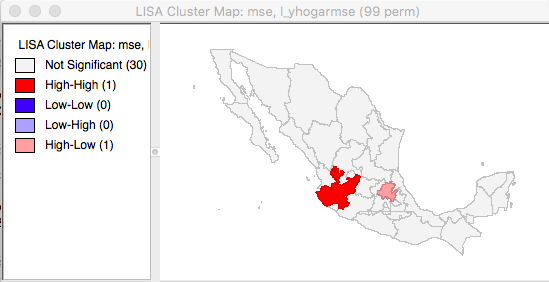 LISA Cluster Map: mse, l_yhogarmse (99 perm)
LISA Cluster Map: mse, l
Not Significant (30)
High-High (1)
Low-Low (0)
Low-High (0)
High-Low (1)